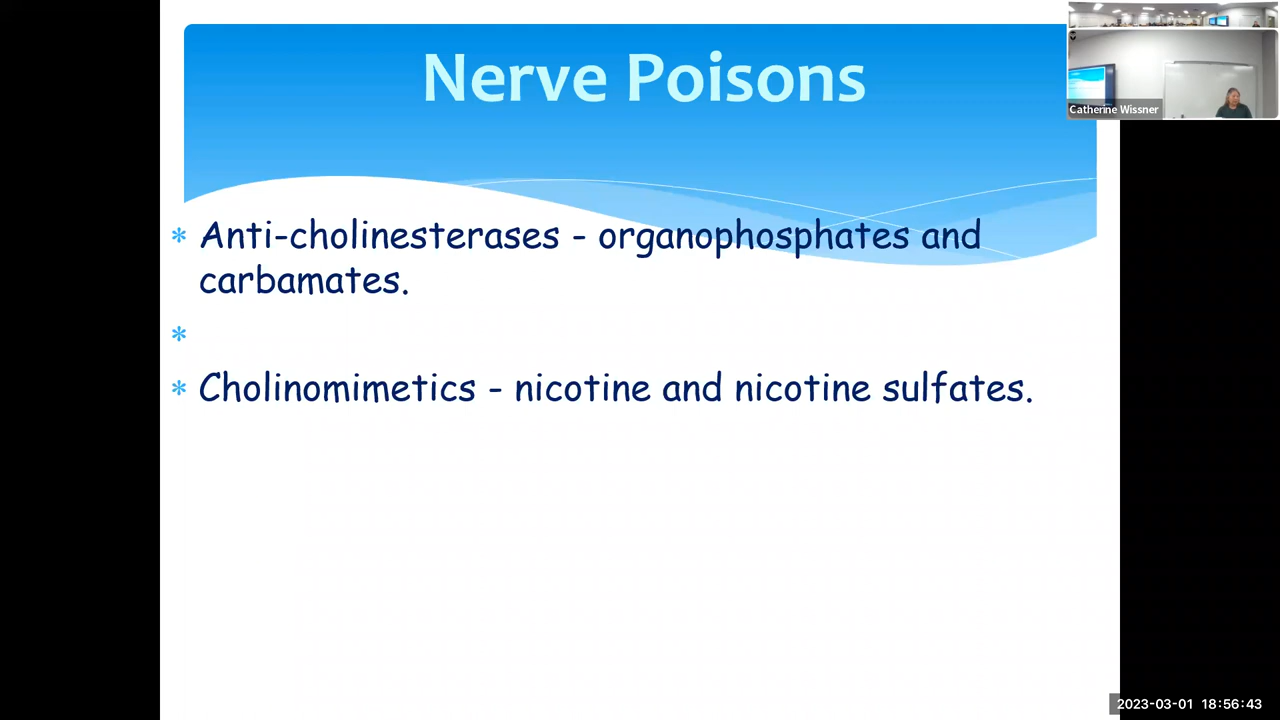 Nerve Poisons
Catherine Wissner
* Anti-cholinesterases - organophosphates and
carbamates.
*
* Cholinomimetics - nicotine and nicotine sulfates.
2023-03-01 18:56:43